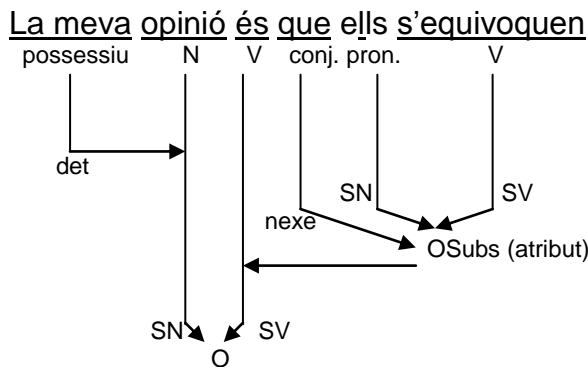 La meva opinió és que ells s'equivoquen
possessiu N V conj. pron. V
det
SN SV
nexe
OSubs (atribut)
SN SV
O